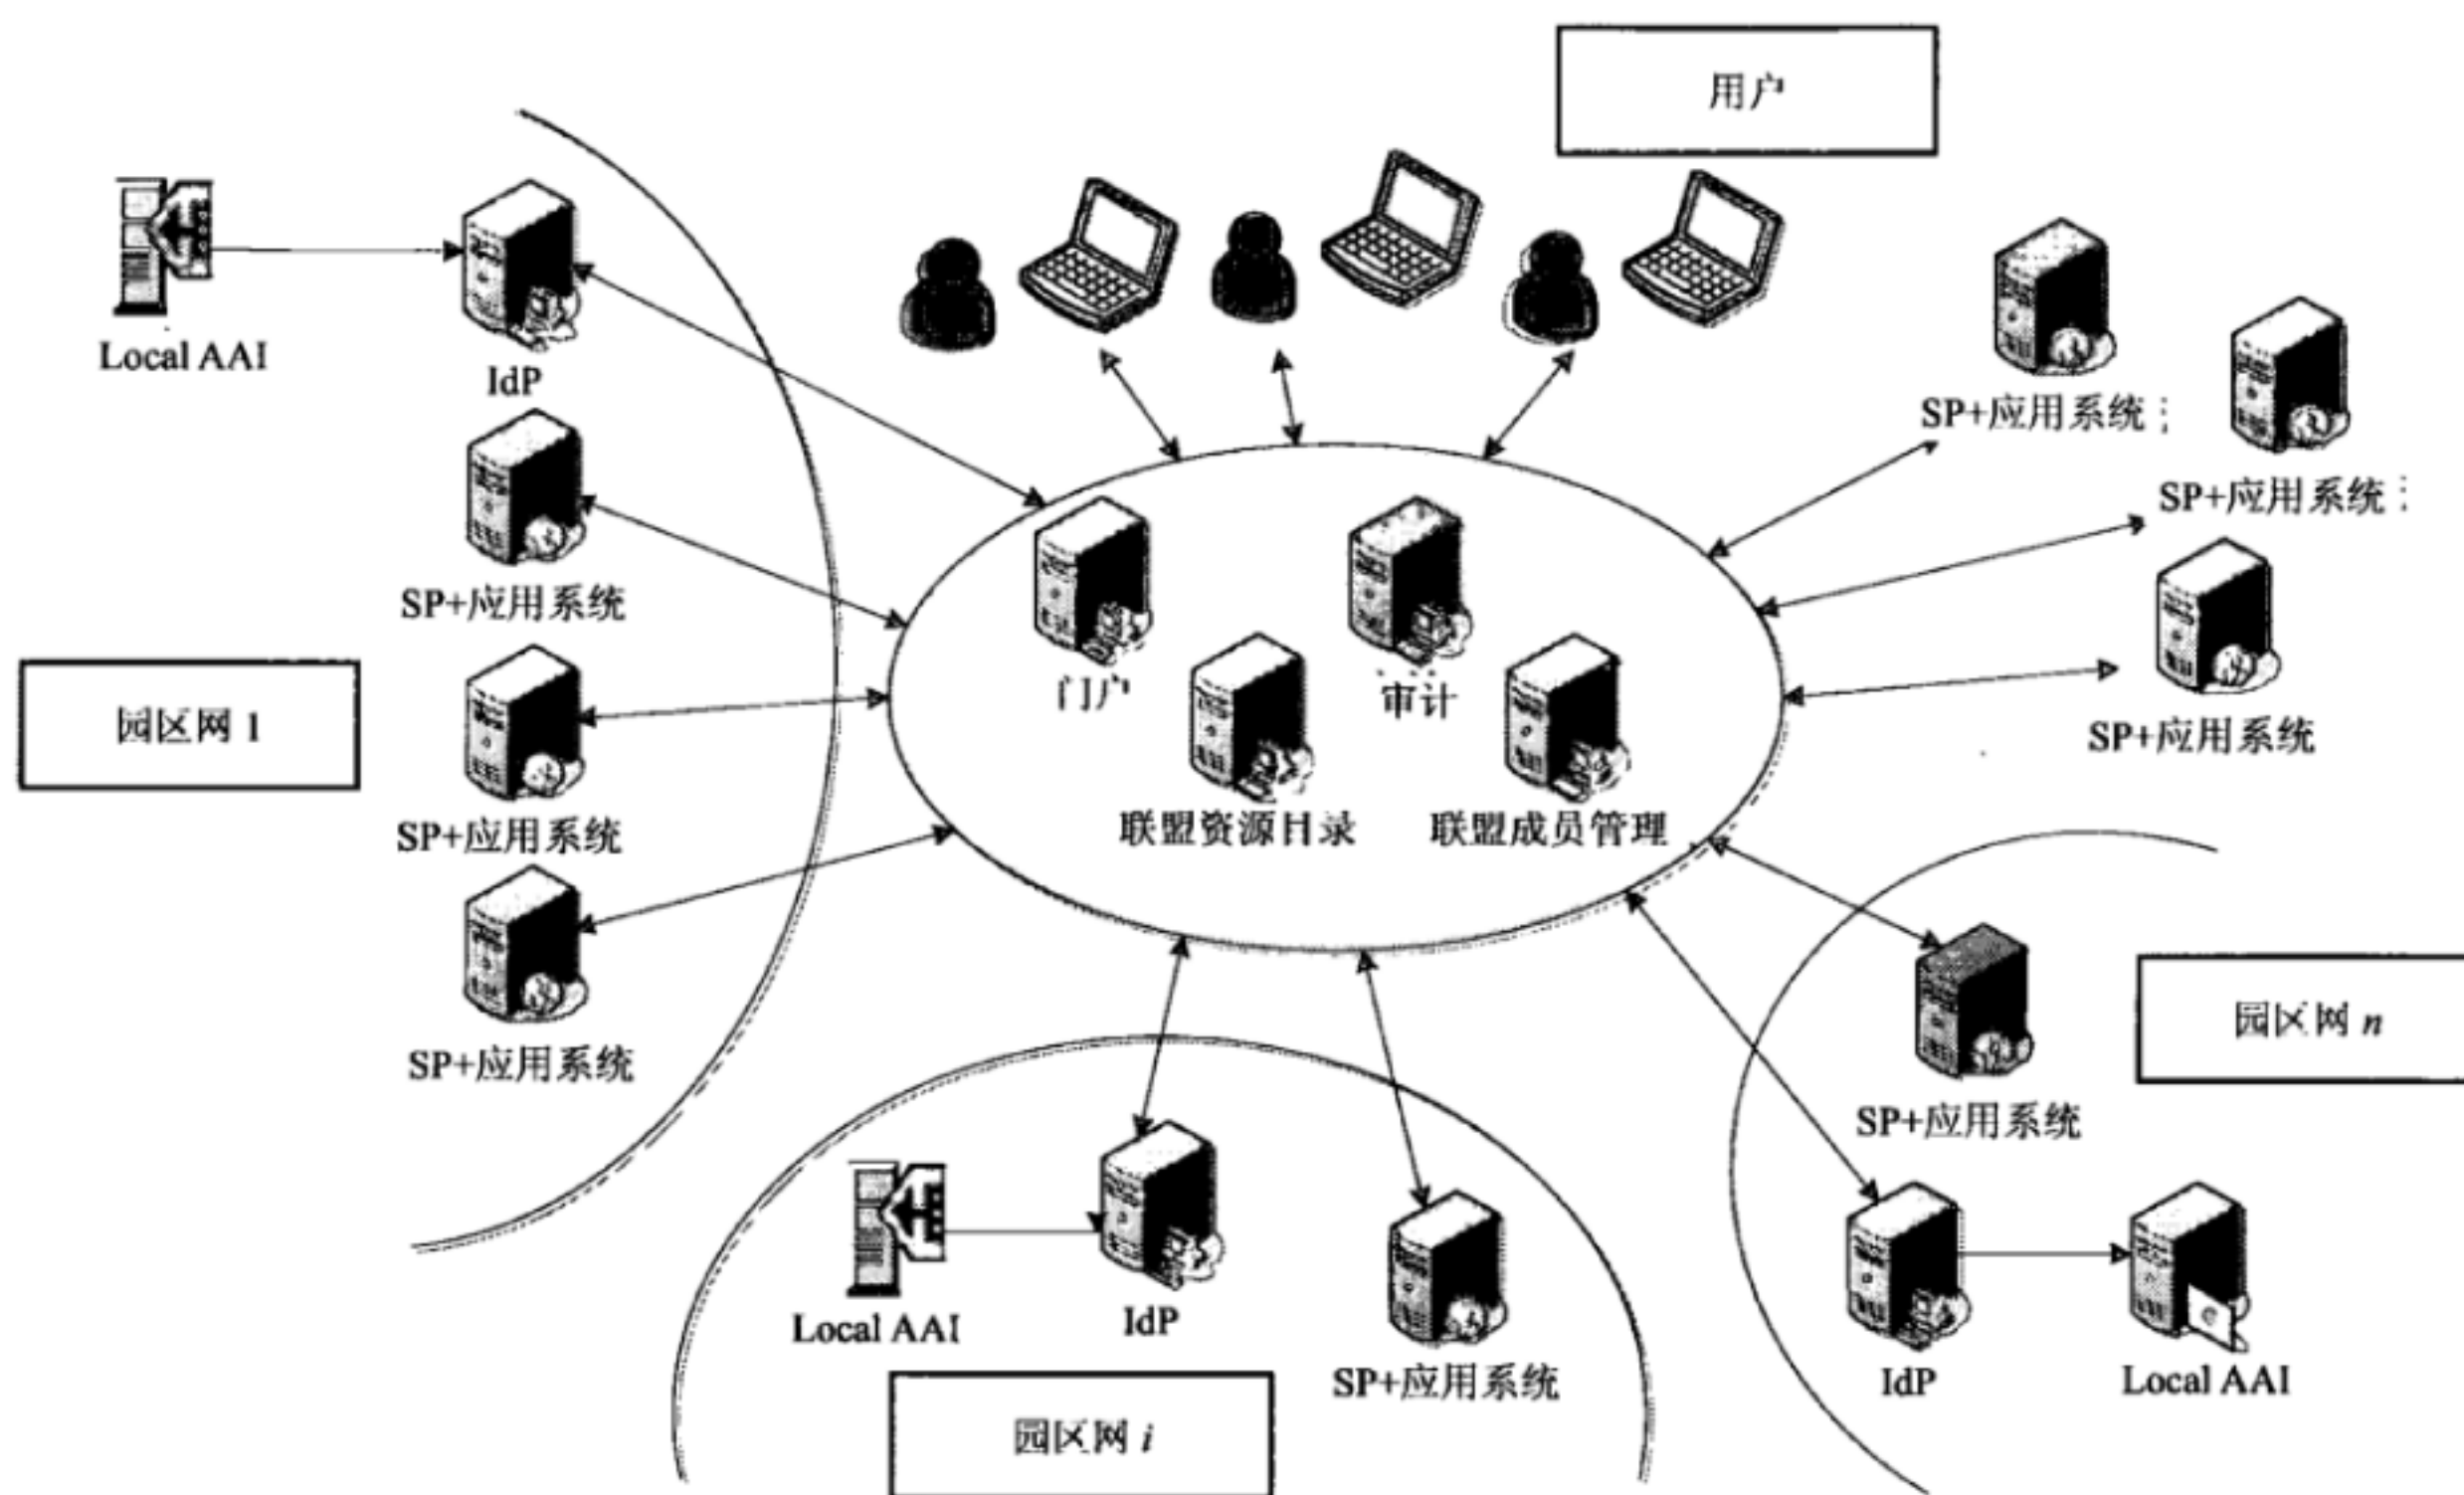 用户
Local AAI
IdP
SP+应用系统
SP+应用系统
SP+应用系统
门户
审计
SP+应用系统
园区网 1
SP+应用系统
联盟资源目录
联盟成员管理
SP+应用系统
SP+应用系统
园区网 n
SP+应用系统
Local AAI
IdP
SP+应用系统
IdP
Local AAI
园区网 i